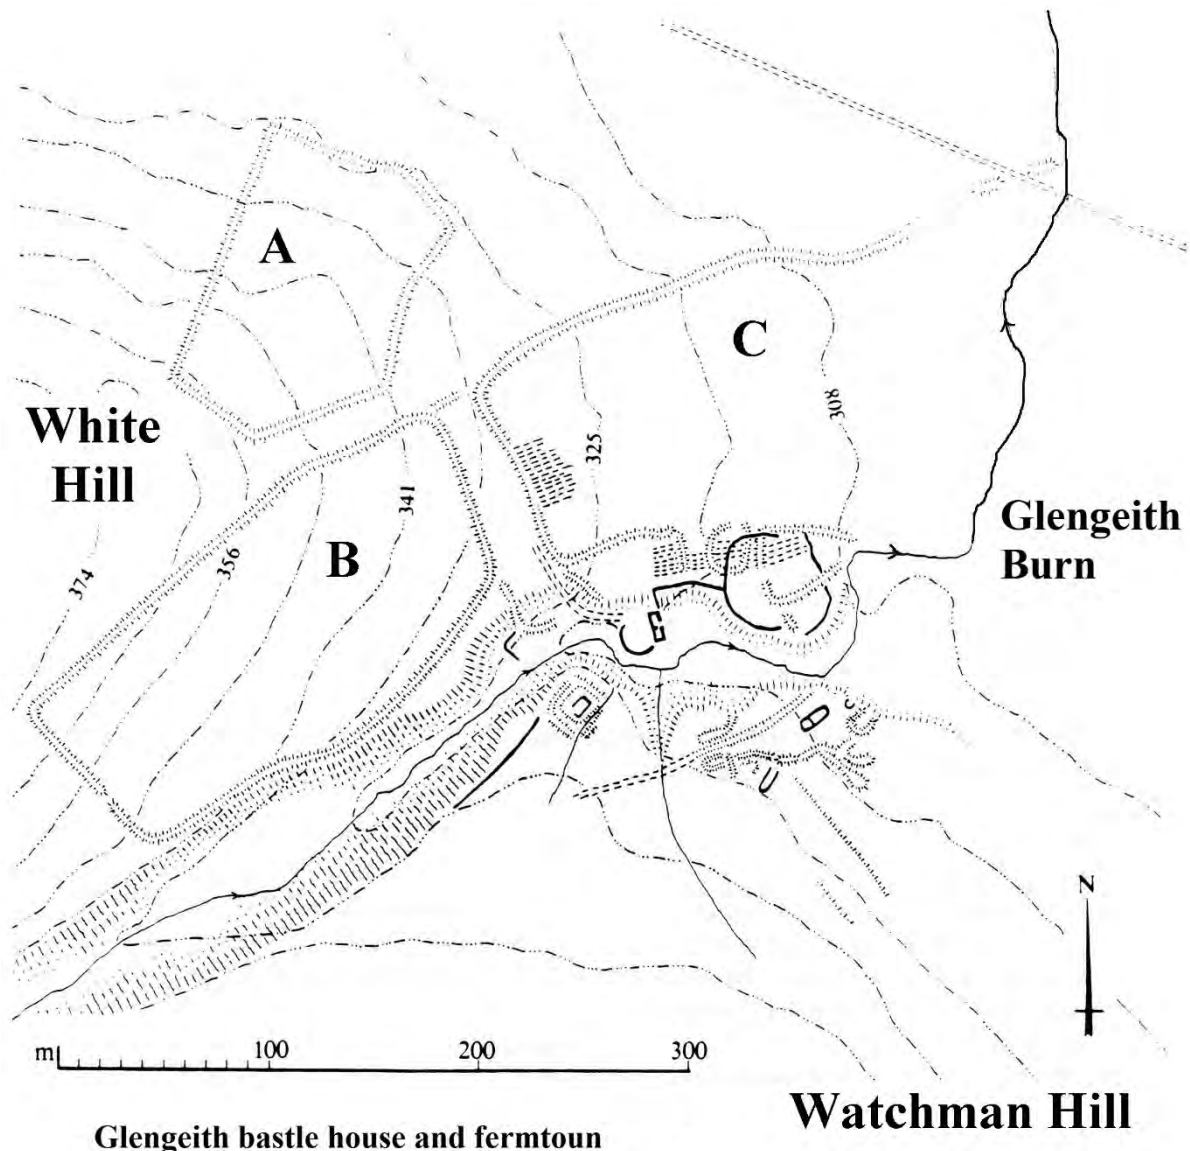 A
C
White
Hill
308
325
341
B
356
374
Glengeith
Burn
N
m 100 200 300
Watchman Hill
Glengeith bastle house and fermtoun